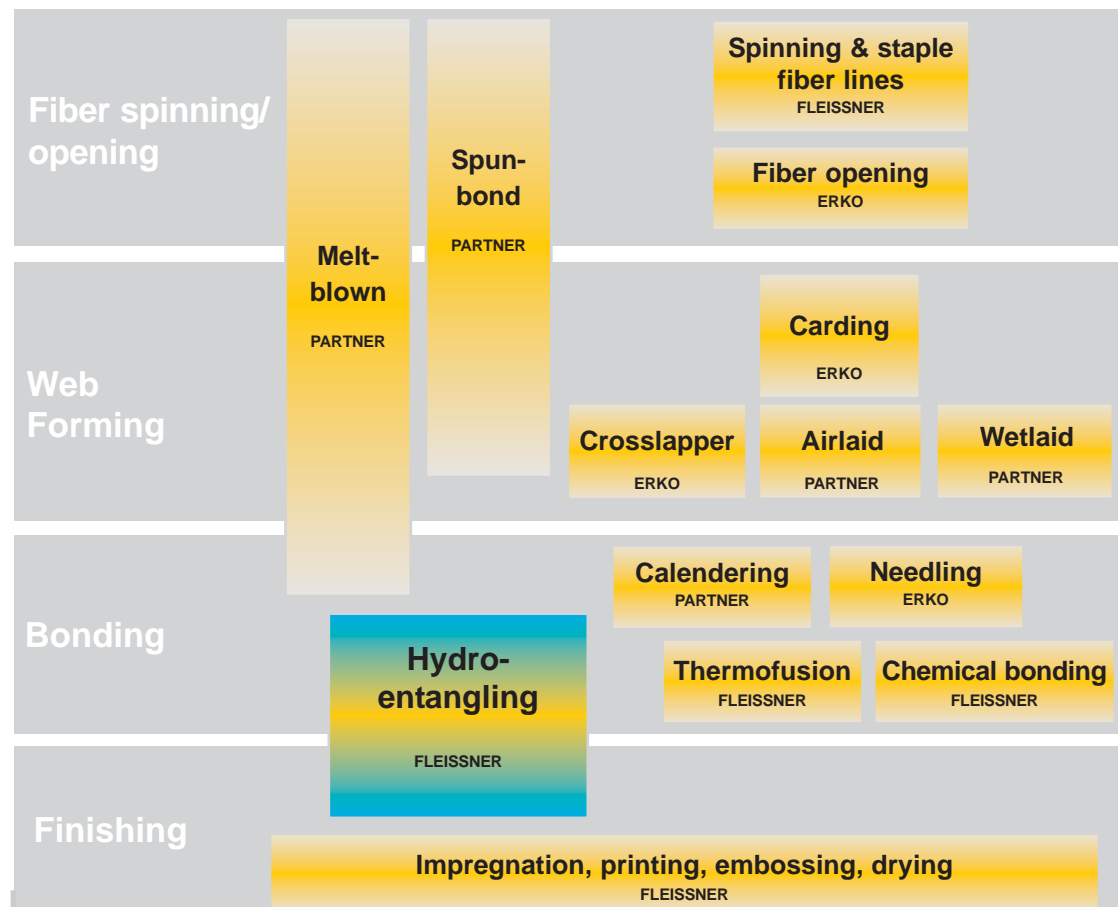 Fiber spinning/
opening
Melt-
blown
PARTNER
Spun-
bond
PARTNER
Spinning & staple
fiber lines
FLEISSNER
Fiber opening
ERKO
Web
Forming
Carding
ERKO
Crosslapper
ERKO
Airlaid
PARTNER
Wetlaid
PARTNER
Bonding
Hydro-
entangling
FLEISSNER
Calendering
PARTNER
Needling
ERKO
Thermofusion
FLEISSNER
Chemical bonding
FLEISSNER
Finishing
Impregnation, printing, embossing, drying
FLEISSNER